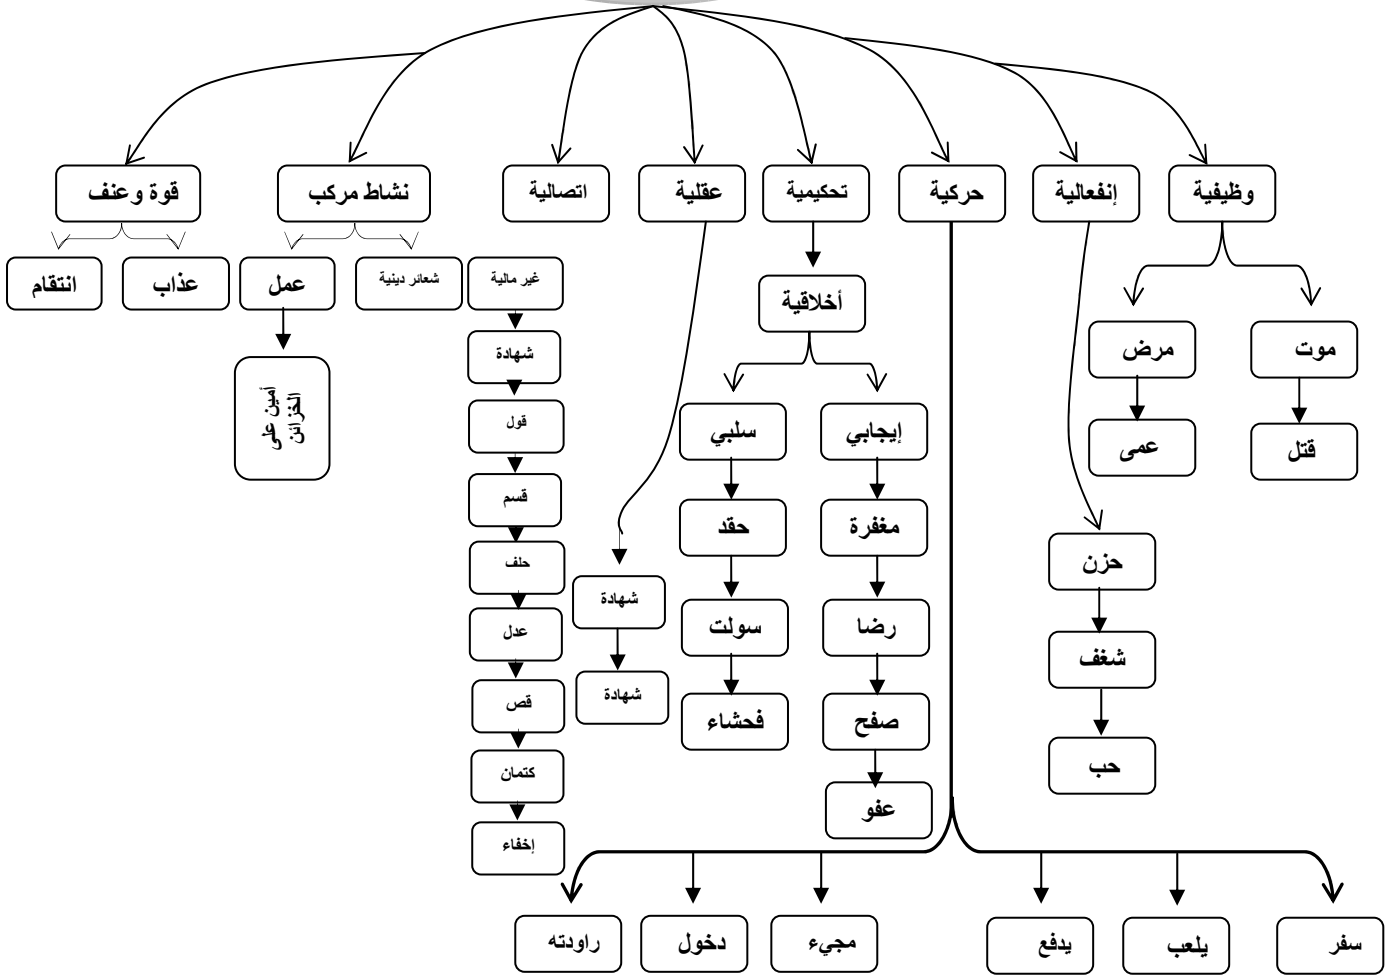 وظيفية
إنفعالية
حركية
تحكيمية
عقلية
اتصالية
نشاط مركب
قوة وعنف
غير مالية
شعائر دينية
عمل
عذاب
انتقام
أخلاقية
موت
مرض
شهادة
أمين على
الخزائن
قتل
عمى
إيجابي
سلبي
قول
قسم
مغفرة
حقد
حزن
حلف
شهادة
عدل
رضا
سولت
شغف
شهادة
قص
صفح
فحشاء
حب
كتمان
عفو
إخفاء
سفر
يلعب
يدفع
مجيء
دخول
راودته